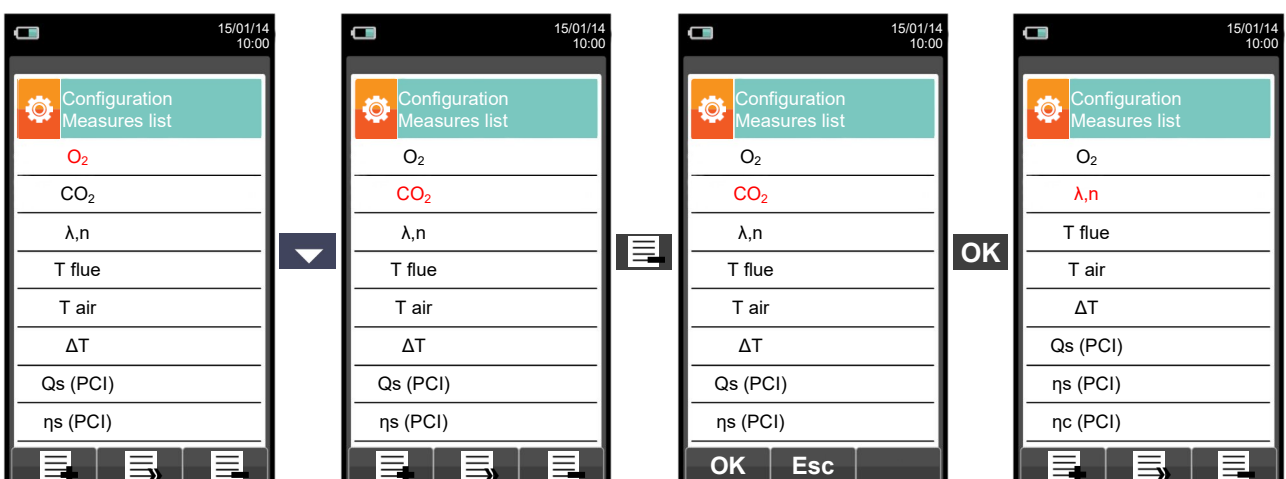 15/01/14
10:00
Configuration
Measures list
O₂
CO₂
λ,n
T flue
T air
ΔT
Qs (PCI)
ηs (PCI)
15/01/14
10:00
Configuration
Measures list
O₂
CO₂
λ,n
T flue
T air
ΔT
Qs (PCI)
ηs (PCI)
15/01/14
10:00
Configuration
Measures list
O₂
CO₂
λ,n
T flue
T air
ΔT
Qs (PCI)
ηs (PCI)
OK Esc
OK
15/01/14
10:00
Configuration
Measures list
O₂
λ,n
T flue
T air
ΔT
Qs (PCI)
ηs (PCI)
ηc (PCI)